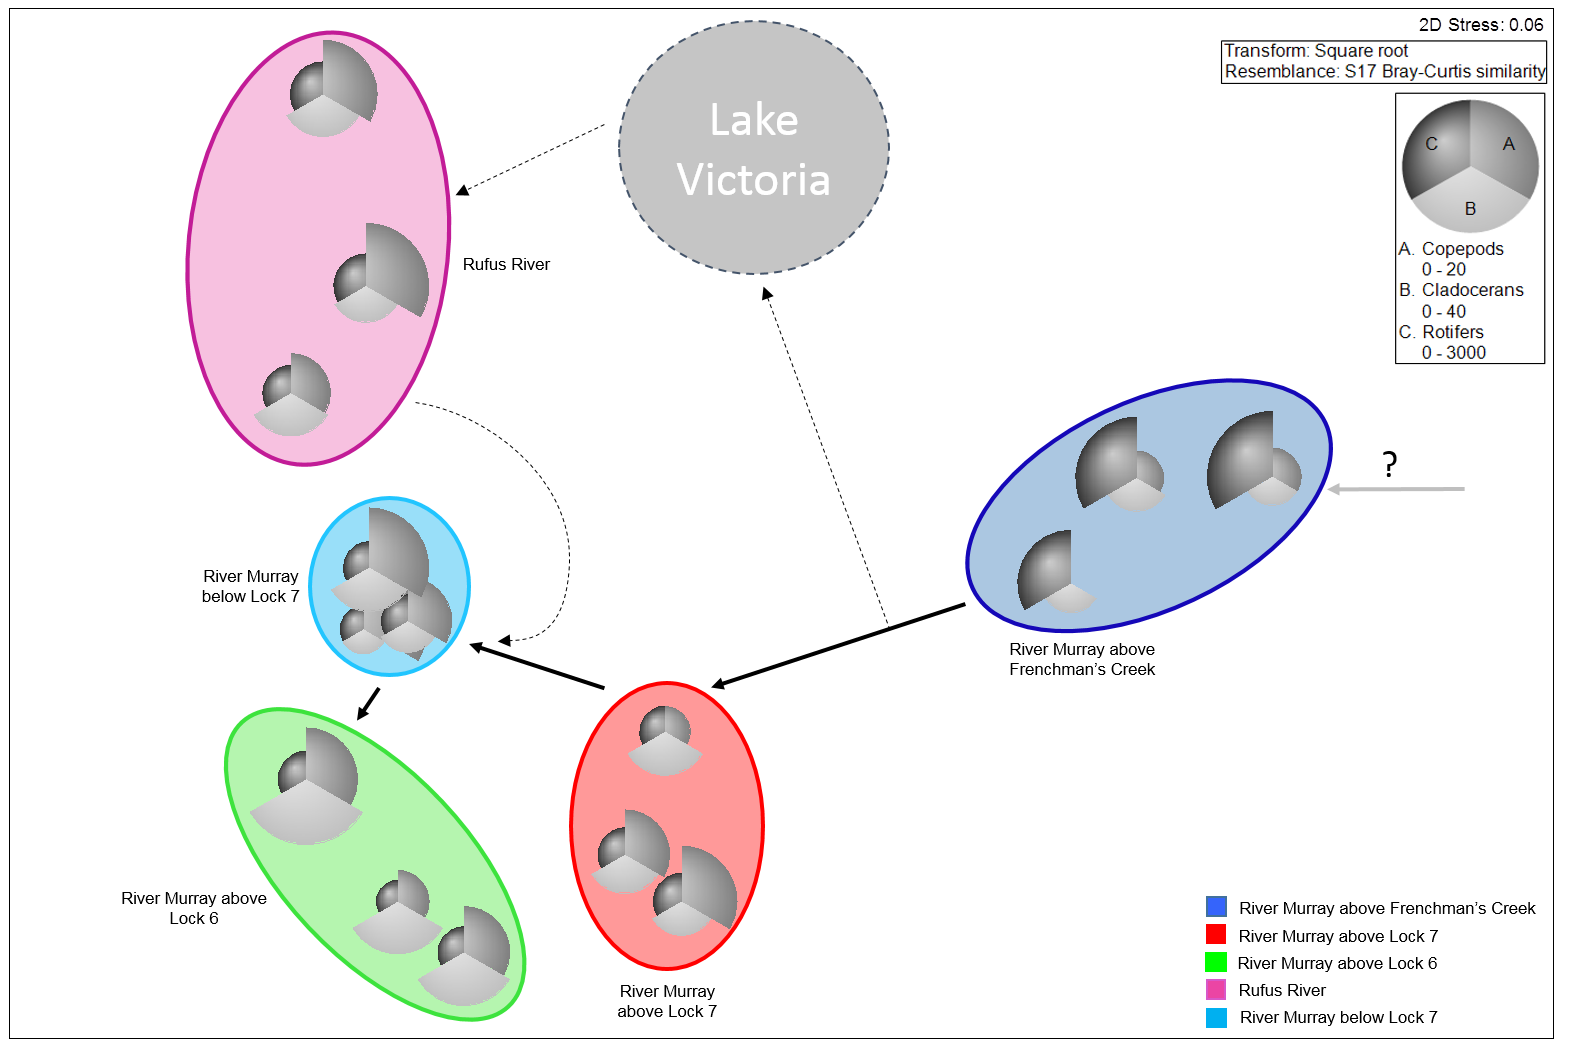 2D Stress: 0.06
Transform: Square root
Resemblance: S17 Bray-Curtis similarity
C
A
B
A. Copepods
0 - 20
B. Cladocerans
0 - 40
C. Rotifers
0 - 3000
Lake
Victoria
Rufus River
?
River Murray
below Lock 7
River Murray above
Frenchman's Creek
River Murray above
Lock 6
River Murray
above Lock 7
River Murray above Frenchman's Creek
River Murray above Lock 7
River Murray above Lock 6
Rufus River
River Murray below Lock 7